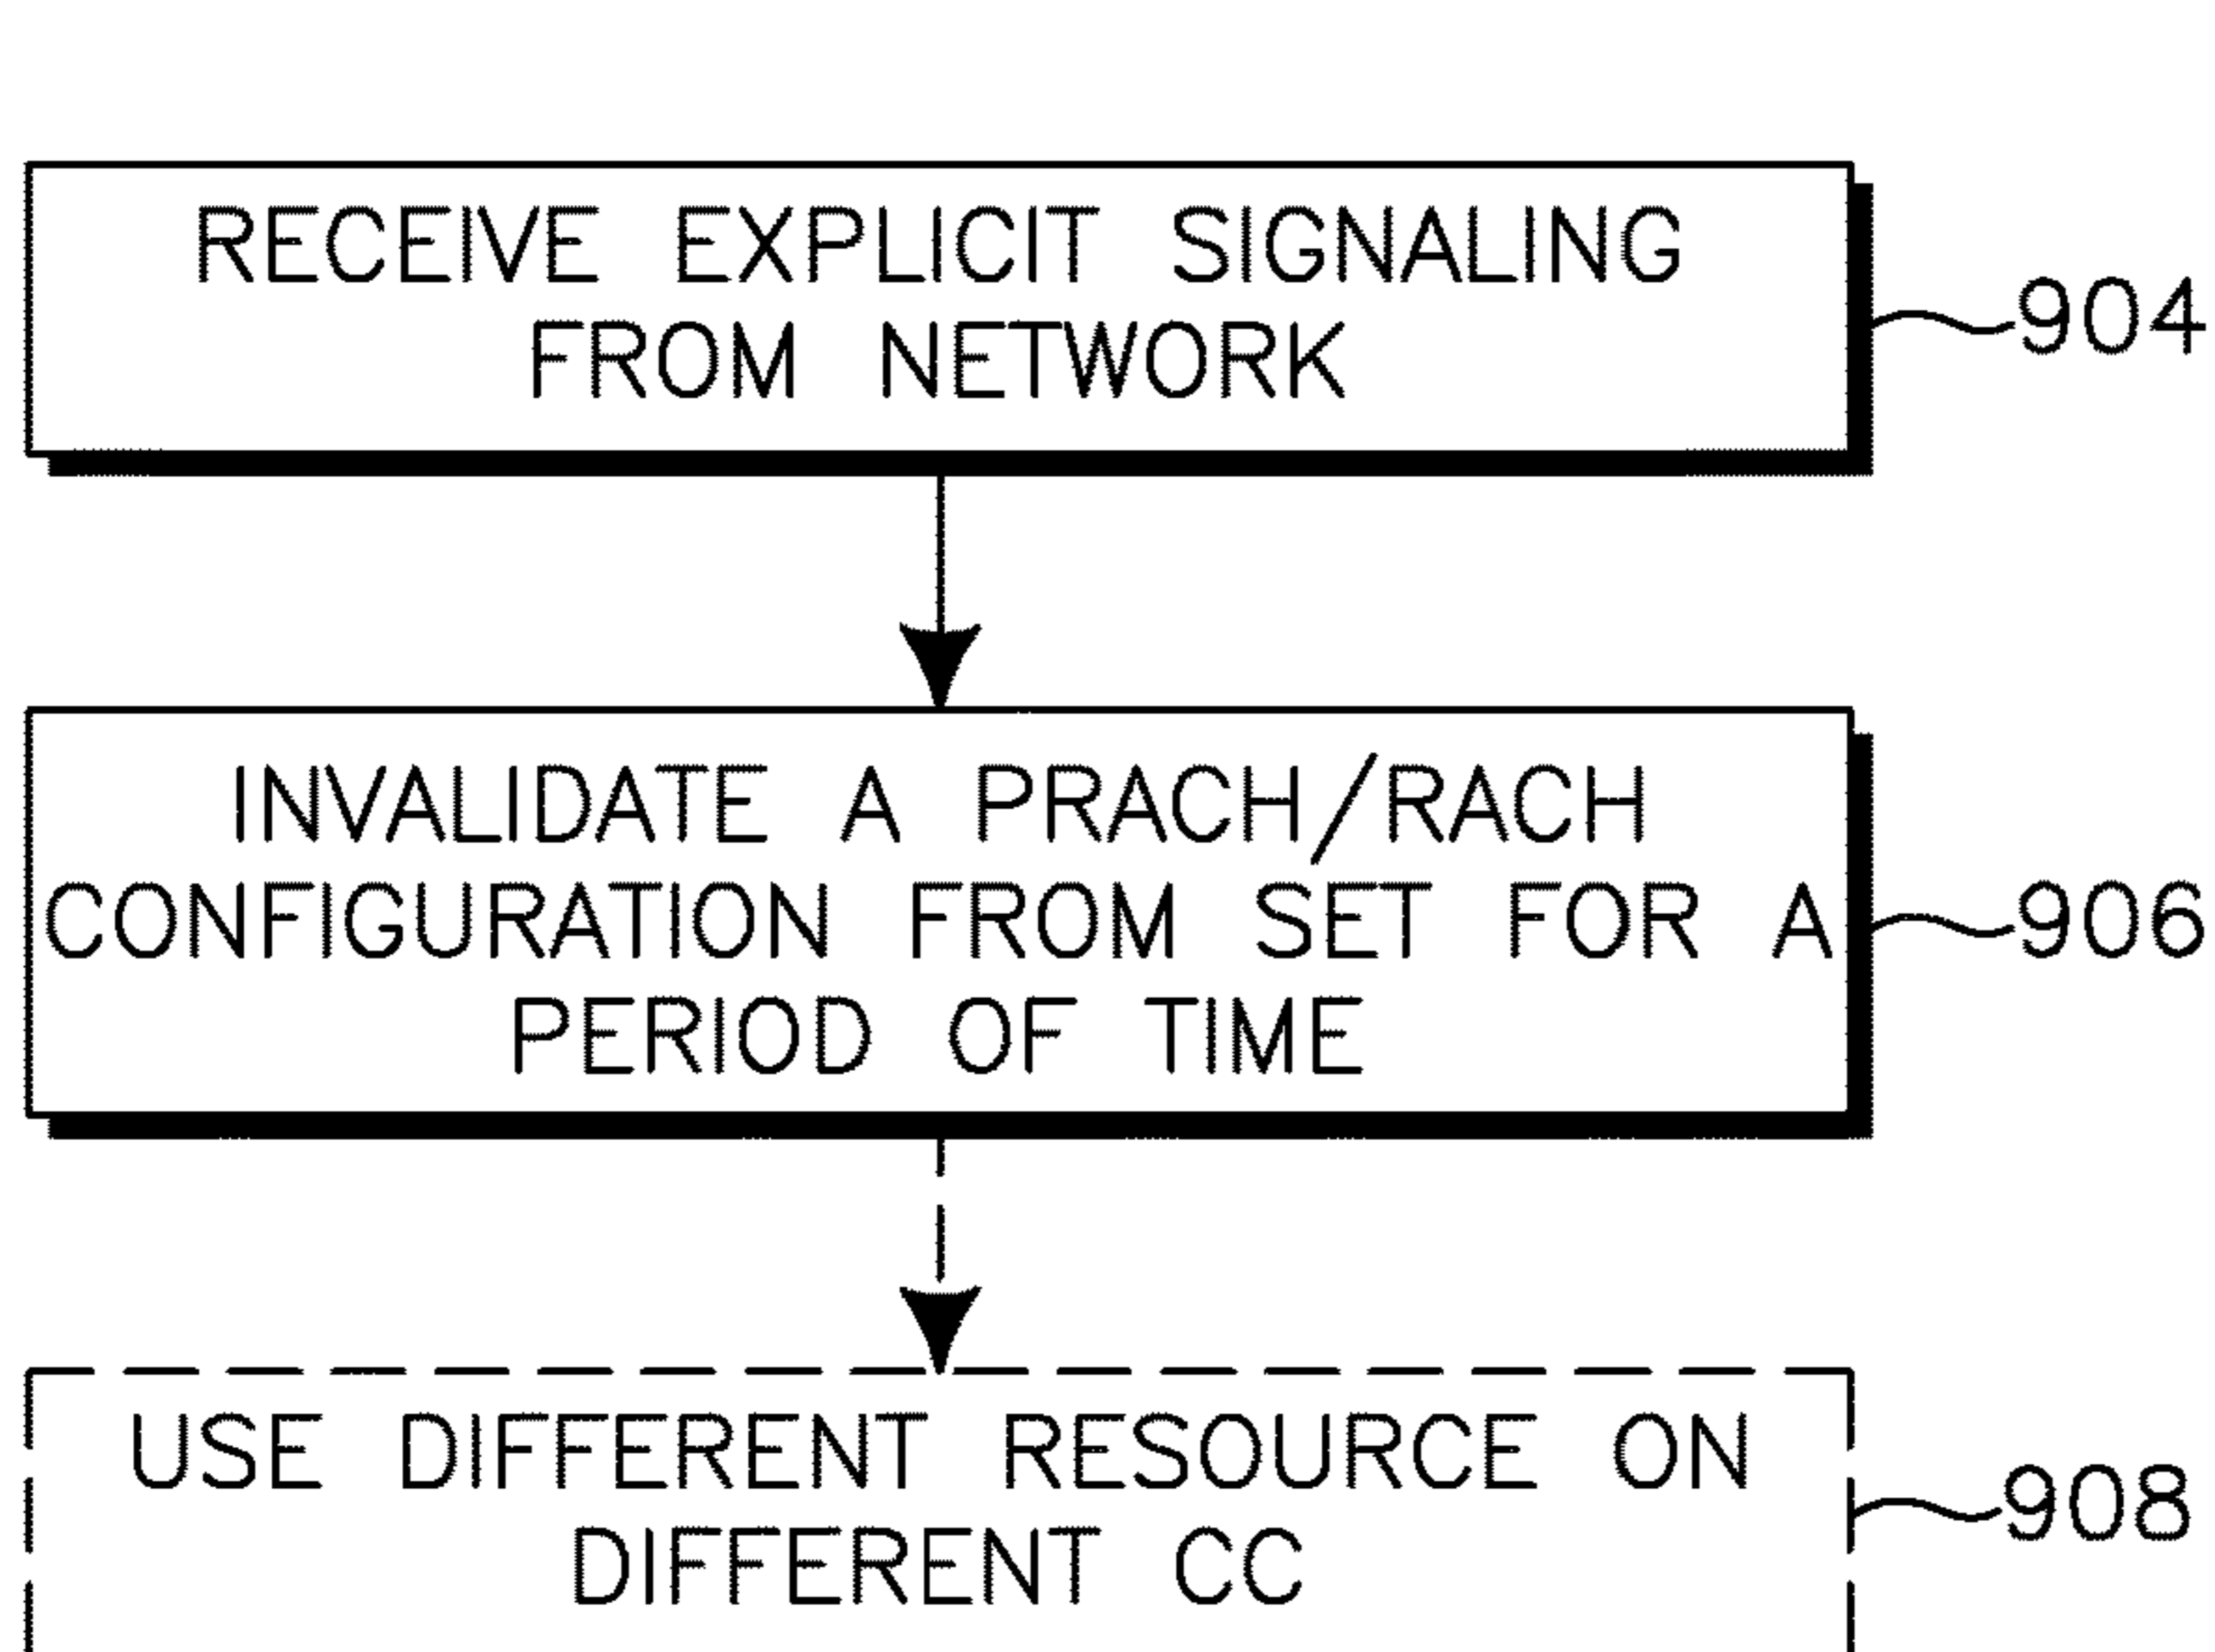 RECEIVE EXPLICIT SIGNALING
FROM NETWORK
904
INVALIDATE A PRACH/RACH
CONFIGURATION FROM SET FOR A
PERIOD OF TIME
906
USE DIFFERENT RESOURCE ON
DIFFERENT CC
908